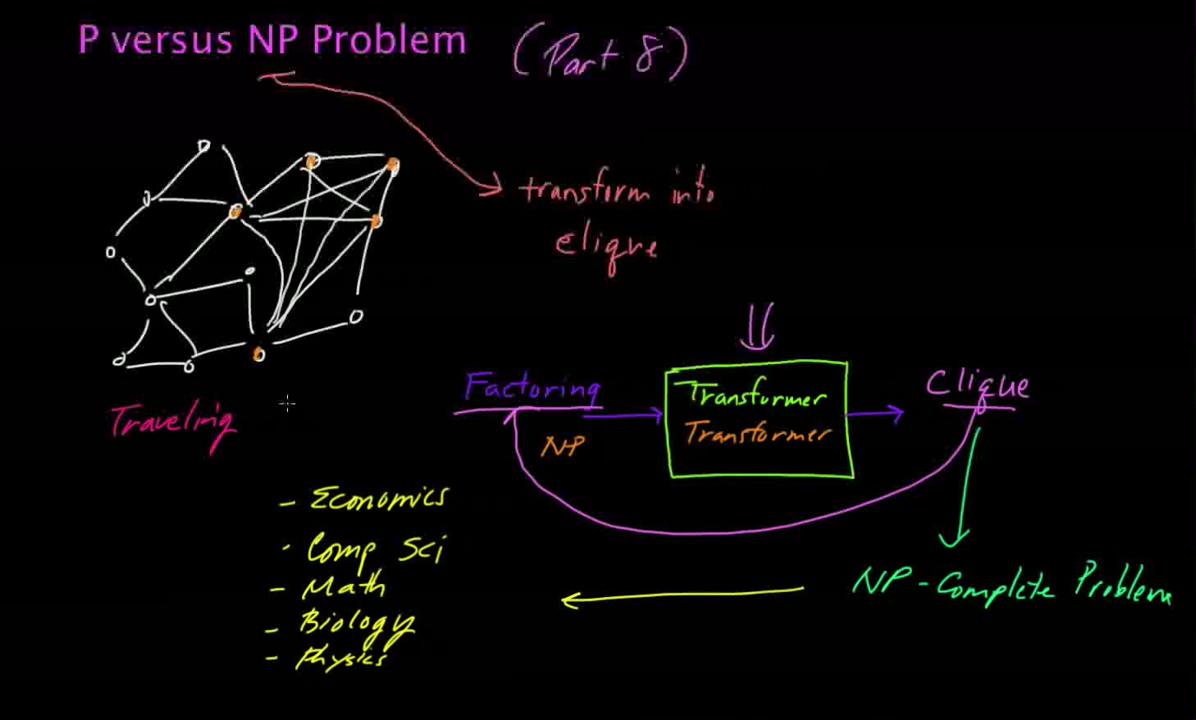 P versus NP Problem (Part 8)
transform into
clique
Factoring
NP
Transformer
Transformer
Clique
Traveling
- Economics
- Comp Sci
- Math
- Biology
- Physics
NP-Complete Problem